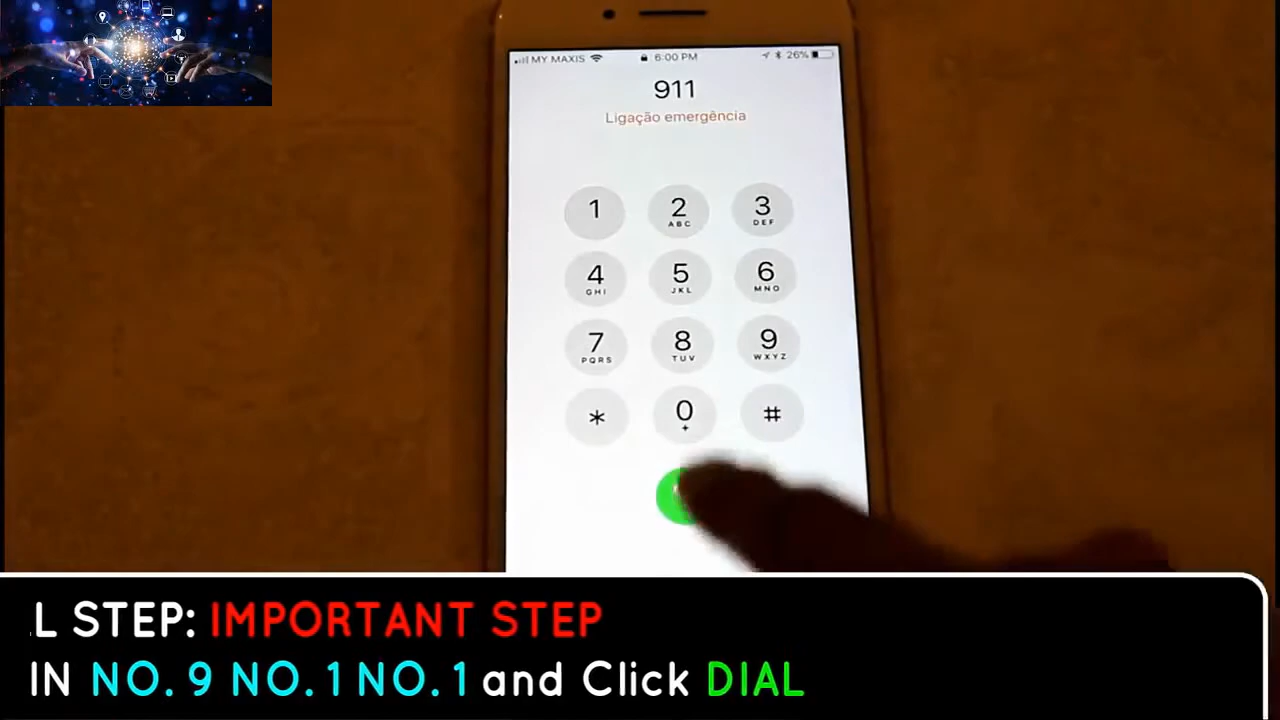 MY MAXIS 6:00 PM 26%
911
Ligação emergência
1 2 3
ABC DEF
4 5 6
GHI JKL MNO
7 8 9
PQRS TUV WXYZ
* 0 #
+
L STEP: IMPORTANT STEP
IN NO. 9 NO. 1 NO. 1 and Click DIAL